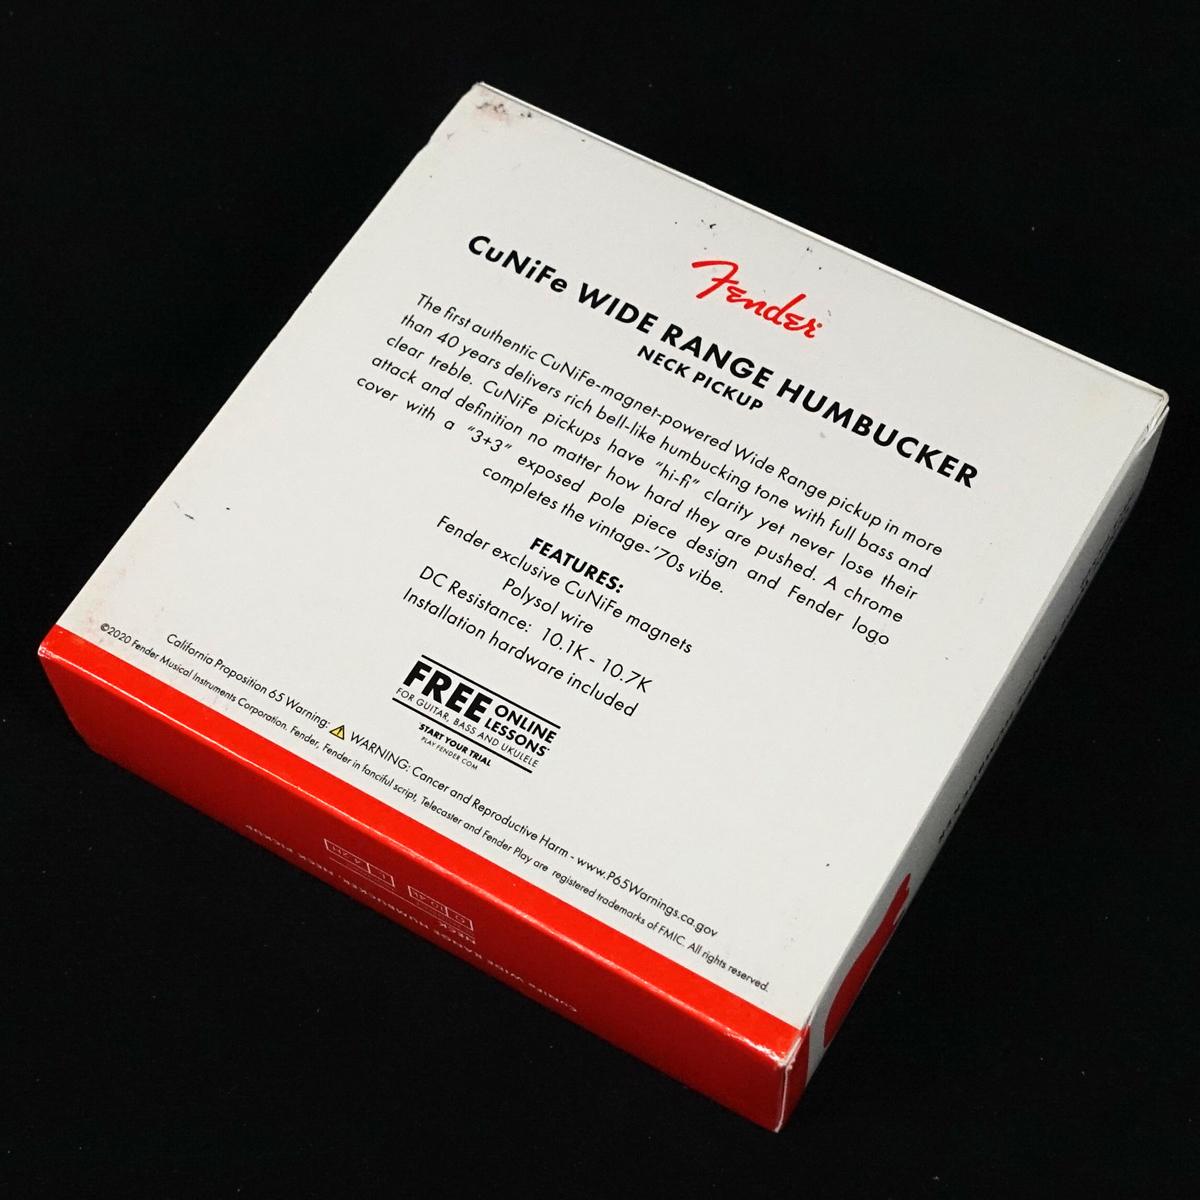 Fender
CuNiFe WIDE RANGE HUMBUCKER
NECK PICKUP
The first authentic CuNiFe-magnet-powered Wide Range pickup in more
than 40 years delivers rich bell-like humbucking tone with full bass and
clear treble. CuNiFe pickups have "hi-fi" clarity yet never lose their
attack and definition no matter how hard they are pushed. A chrome
cover with a "3+3" exposed pole piece design and Fender logo
completes the vintage-'70s vibe.
FEATURES:
Fender exclusive CuNiFe magnets
Polysol wire
DC Resistance: 10.1K - 10.7K
Installation hardware included
FREE ONLINE LESSONS
FOR GUITAR, BASS AND UKULELE
START YOUR TRIAL
PLAY.FENDER.COM
California Proposition 65 Warning: ⚠ WARNING: Cancer and Reproductive Harm - www.P65Warnings.ca.gov
©2020 Fender Musical Instruments Corporation. Fender, Fender in fanciful script, Telecaster and Fender Play are registered trademarks of FMIC. All rights reserved.
CUNIFE WIDE RANGE HUMBUCKER, NECK PICKUP